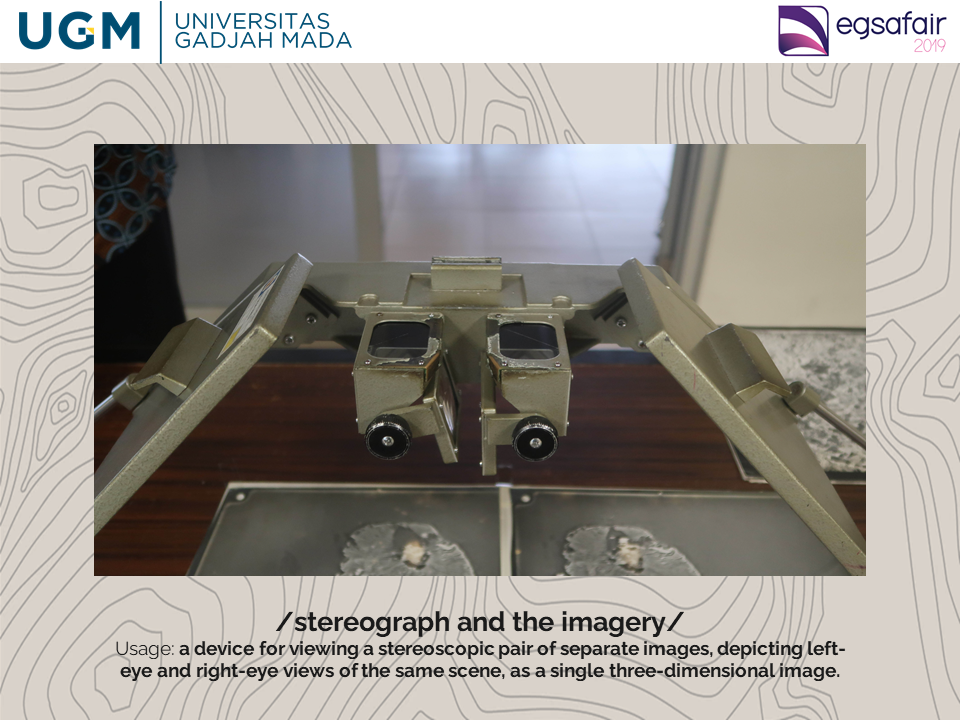 UGM
UNIVERSITAS
GADJAH MADA
egsafair
2019
/stereograph and the imagery/
Usage: a device for viewing a stereoscopic pair of separate images, depicting left-
eye and right-eye views of the same scene, as a single three-dimensional image.